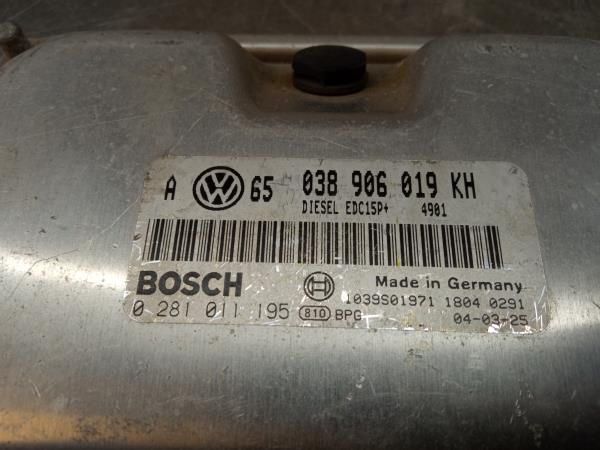 A VW 65 038 906 019 KH
DIESEL EDC15P+ 4901
BOSCH Made in Germany
1039S01971 1804 0291
0 281 011 195 810 BPG 04-03-25